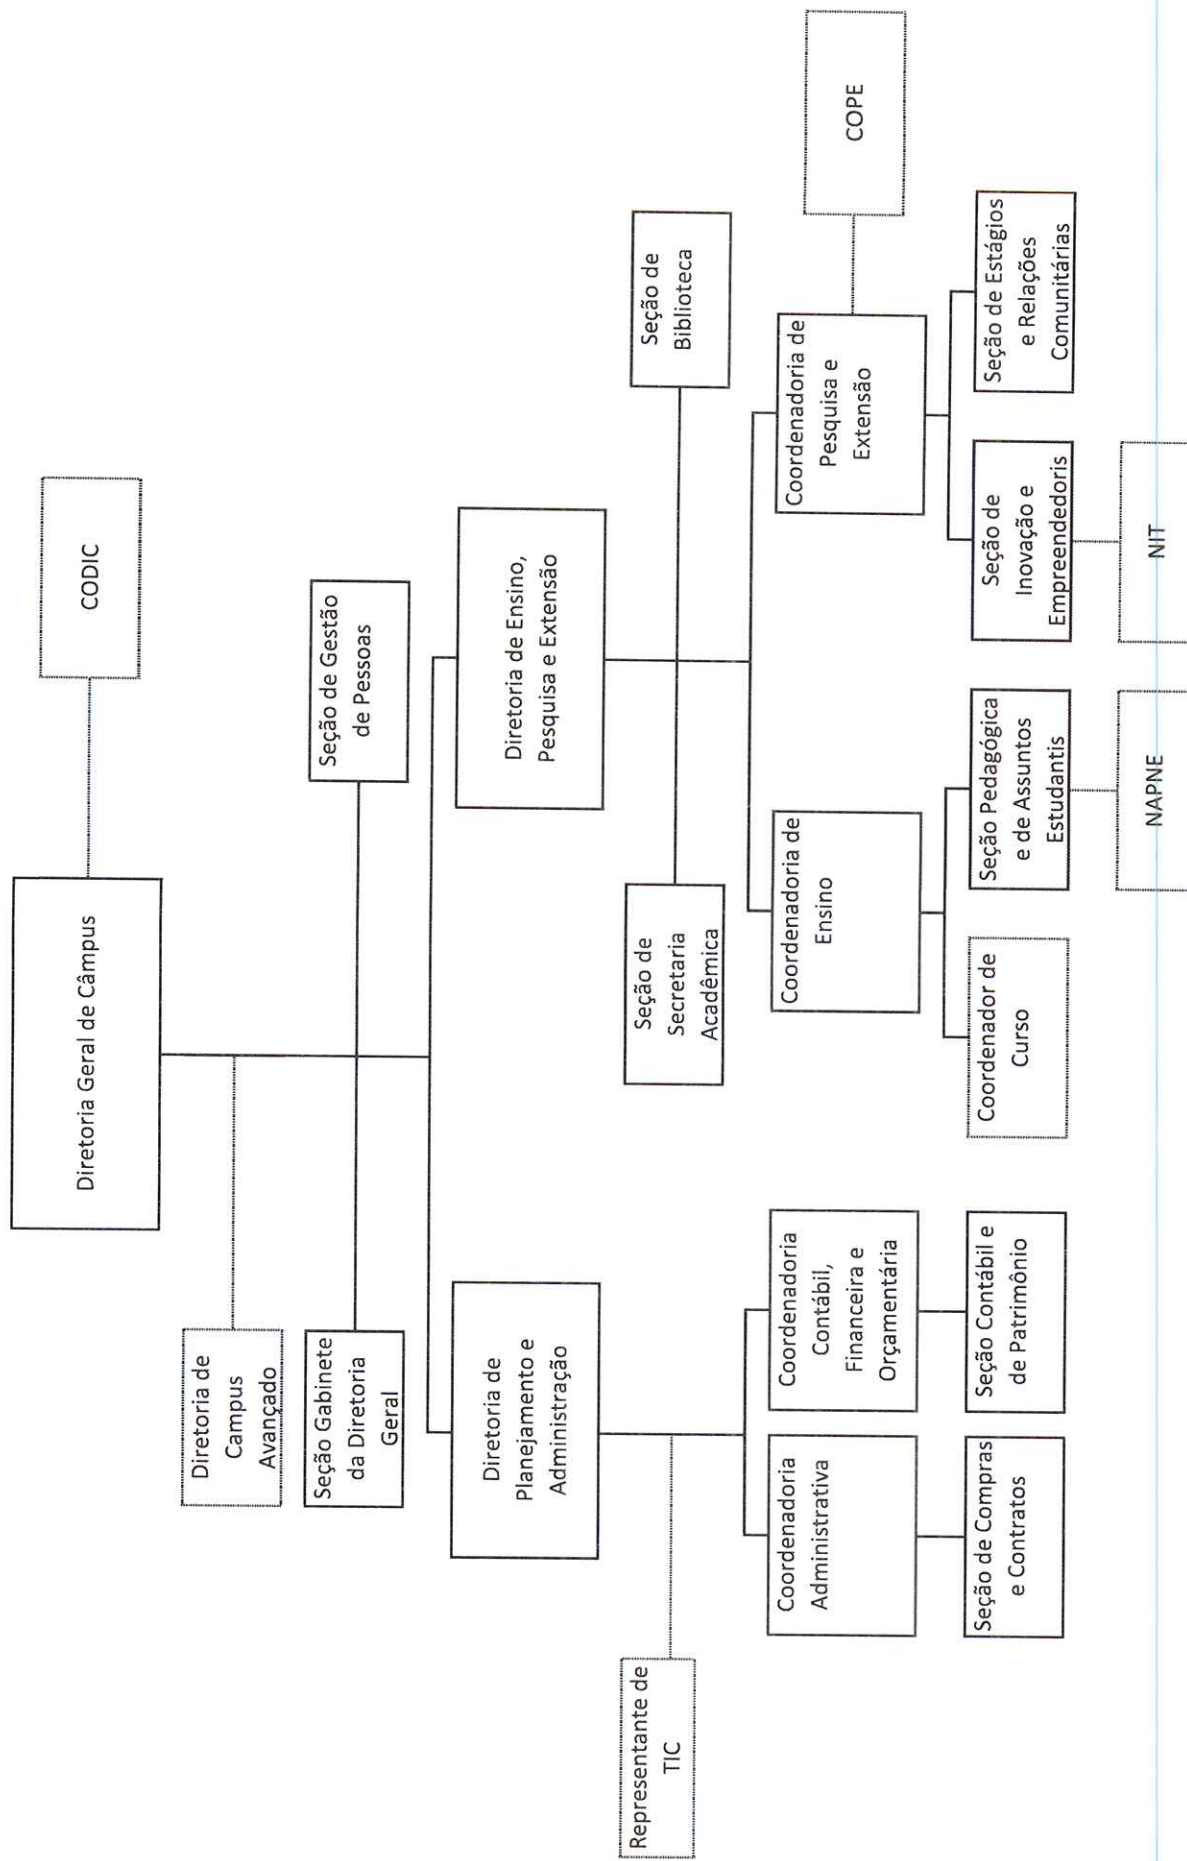 CODIC
Diretoria Geral de Câmpus
Diretoria de
Campus
Avançado
Seção Gabinete
da Diretoria
Geral
Seção de Gestão
de Pessoas
Diretoria de
Planejamento e
Administração
Diretoria de Ensino,
Pesquisa e Extensão
Representante de
TIC
Seção de
Secretaria
Acadêmica
Seção de
Biblioteca
Coordenadoria
Administrativa
Coordenadoria
Contábil,
Financeira e
Orçamentária
Coordenadoria de
Ensino
Coordenadoria de
Pesquisa e
Extensão
COPE
Seção de Compras
e Contratos
Seção Contábil e
de Patrimônio
Coordenador de
Curso
Seção Pedagógica
e de Assuntos
Estudantis
Seção de
Inovação e
Empreendedoris
Seção de Estágios
e Relações
Comunitárias
NAPNE
NIT